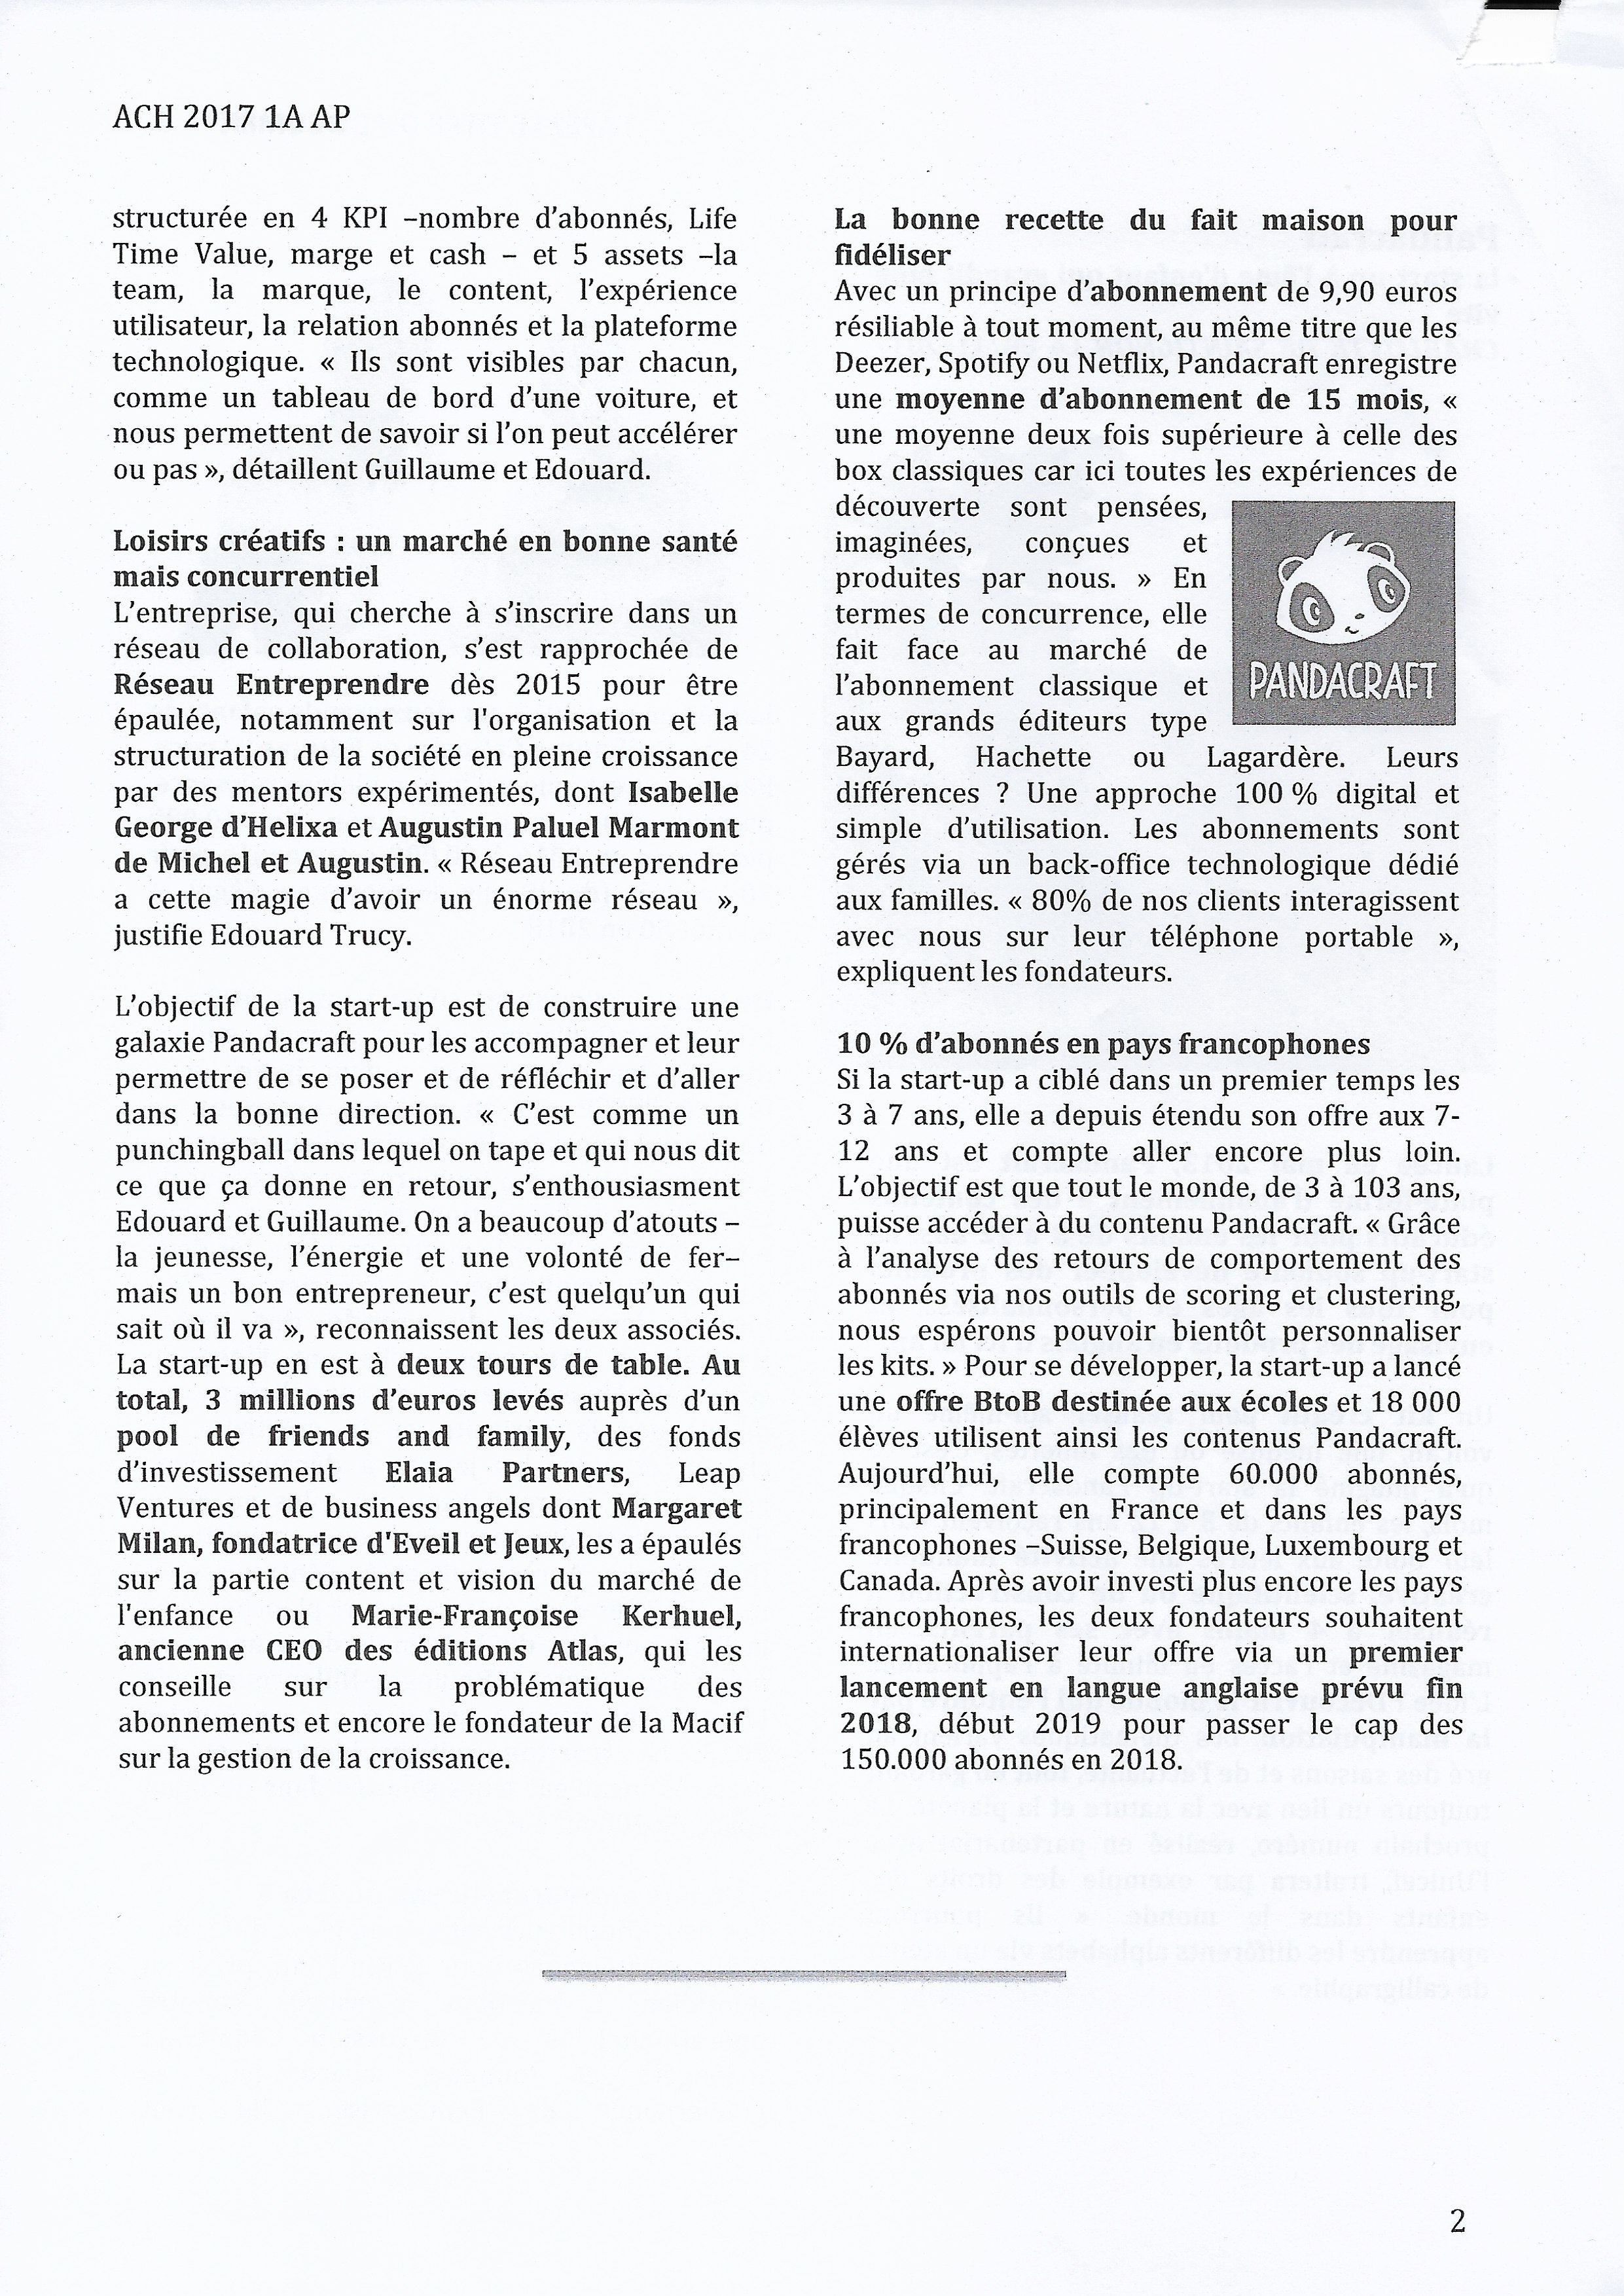 ACH 2017 1A AP
structurée en 4 KPI –nombre d'abonnés, Life
Time Value, marge et cash – et 5 assets –la
team, la marque, le content, l'expérience
utilisateur, la relation abonnés et la plateforme
technologique. « Ils sont visibles par chacun,
comme un tableau de bord d'une voiture, et
nous permettent de savoir si l'on peut accélérer
ou pas », détaillent Guillaume et Edouard.
Loisirs créatifs : un marché en bonne santé
mais concurrentiel
L'entreprise, qui cherche à s'inscrire dans un
réseau de collaboration, s'est rapprochée de
Réseau Entreprendre dès 2015 pour être
épaulée, notamment sur l'organisation et la
structuration de la société en pleine croissance
par des mentors expérimentés, dont Isabelle
George d'Helixa et Augustin Paluel Marmont
de Michel et Augustin. « Réseau Entreprendre
a cette magie d'avoir un énorme réseau »,
justifie Edouard Trucy.
L'objectif de la start-up est de construire une
galaxie Pandacraft pour les accompagner et leur
permettre de se poser et de réfléchir et d'aller
dans la bonne direction. « C'est comme un
punchingball dans lequel on tape et qui nous dit
ce que ça donne en retour, s'enthousiasment
Edouard et Guillaume. On a beaucoup d'atouts –
la jeunesse, l'énergie et une volonté de fer–
mais un bon entrepreneur, c'est quelqu'un qui
sait où il va », reconnaissent les deux associés.
La start-up en est à deux tours de table. Au
total, 3 millions d'euros levés auprès d'un
pool de friends and family, des fonds
d'investissement Elaia Partners, Leap
Ventures et de business angels dont Margaret
Milan, fondatrice d'Eveil et Jeux, les a épaulés
sur la partie content et vision du marché de
l'enfance ou Marie-Françoise Kerhuel,
ancienne CEO des éditions Atlas, qui les
conseille sur la problématique des
abonnements et encore le fondateur de la Macif
sur la gestion de la croissance.
La bonne recette du fait maison pour
fidéliser
Avec un principe d'abonnement de 9,90 euros
résiliable à tout moment, au même titre que les
Deezer, Spotify ou Netflix, Pandacraft enregistre
une moyenne d'abonnement de 15 mois, «
une moyenne deux fois supérieure à celle des
box classiques car ici toutes les expériences de
découverte sont pensées,
imaginées, conçues et
produites par nous. » En
termes de concurrence, elle
fait face au marché de
l'abonnement classique et
aux grands éditeurs type
PANDACRAFT
Bayard, Hachette ou Lagardère. Leurs
différences ? Une approche 100 % digital et
simple d'utilisation. Les abonnements sont
gérés via un back-office technologique dédié
aux familles. « 80% de nos clients interagissent
avec nous sur leur téléphone portable »,
expliquent les fondateurs.
10 % d'abonnés en pays francophones
Si la start-up a ciblé dans un premier temps les
3 à 7 ans, elle a depuis étendu son offre aux 7-
12 ans et compte aller encore plus loin.
L'objectif est que tout le monde, de 3 à 103 ans,
puisse accéder à du contenu Pandacraft. « Grâce
à l'analyse des retours de comportement des
abonnés via nos outils de scoring et clustering,
nous espérons pouvoir bientôt personnaliser
les kits. » Pour se développer, la start-up a lancé
une offre BtoB destinée aux écoles et 18 000
élèves utilisent ainsi les contenus Pandacraft.
Aujourd'hui, elle compte 60.000 abonnés,
principalement en France et dans les pays
francophones –Suisse, Belgique, Luxembourg et
Canada. Après avoir investi plus encore les pays
francophones, les deux fondateurs souhaitent
internationaliser leur offre via un premier
lancement en langue anglaise prévu fin
2018, début 2019 pour passer le cap des
150.000 abonnés en 2018.
2